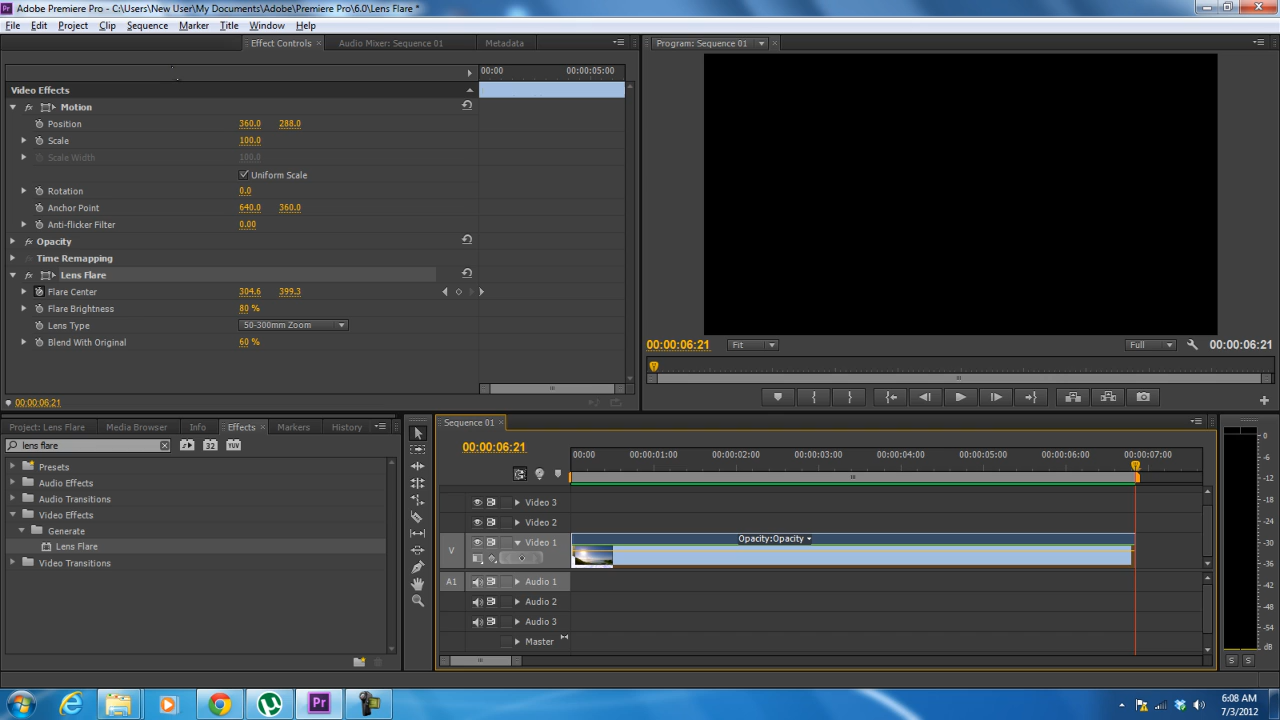 Adobe Premiere Pro - C:\Users\New User\My Documents\Adobe\Premiere Pro\6.0\Lens Flare *
File Edit Project Clip Sequence Marker Title Window Help
Effect Controls Audio Mixer: Sequence 01 Metadata
Program: Sequence 01
00:00 00:00:05:00
Video Effects
fx Motion
Position 360.0 288.0
Scale 100.0
Scale Width 100.0
Uniform Scale
Rotation 0.0
Anchor Point 640.0 360.0
Anti-flicker Filter 0.00
fx Opacity
fx Time Remapping
fx Lens Flare
Flare Center 304.6 399.3
Flare Brightness 80 %
Lens Type 50-300mm Zoom
Blend With Original 60 %
00:00:06:21
00:00:06:21 Fit Full 00:00:06:21
Project: Lens Flare Media Browser Info Effects Markers History
lens flare 32 YUV
Presets
Audio Effects
Audio Transitions
Video Effects
Generate
Lens Flare
Video Transitions
Sequence 01
00:00:06:21
00:00 00:00:01:00 00:00:02:00 00:00:03:00 00:00:04:00 00:00:05:00 00:00:06:00 00:00:07:00
Video 3
Video 2
V Video 1 Opacity:Opacity
A1 Audio 1
Audio 2
Audio 3
Master
0
-6
-12
-18
-24
-30
-36
-42
-48
-54
dB
S S
Pr
6:08 AM
7/3/2012